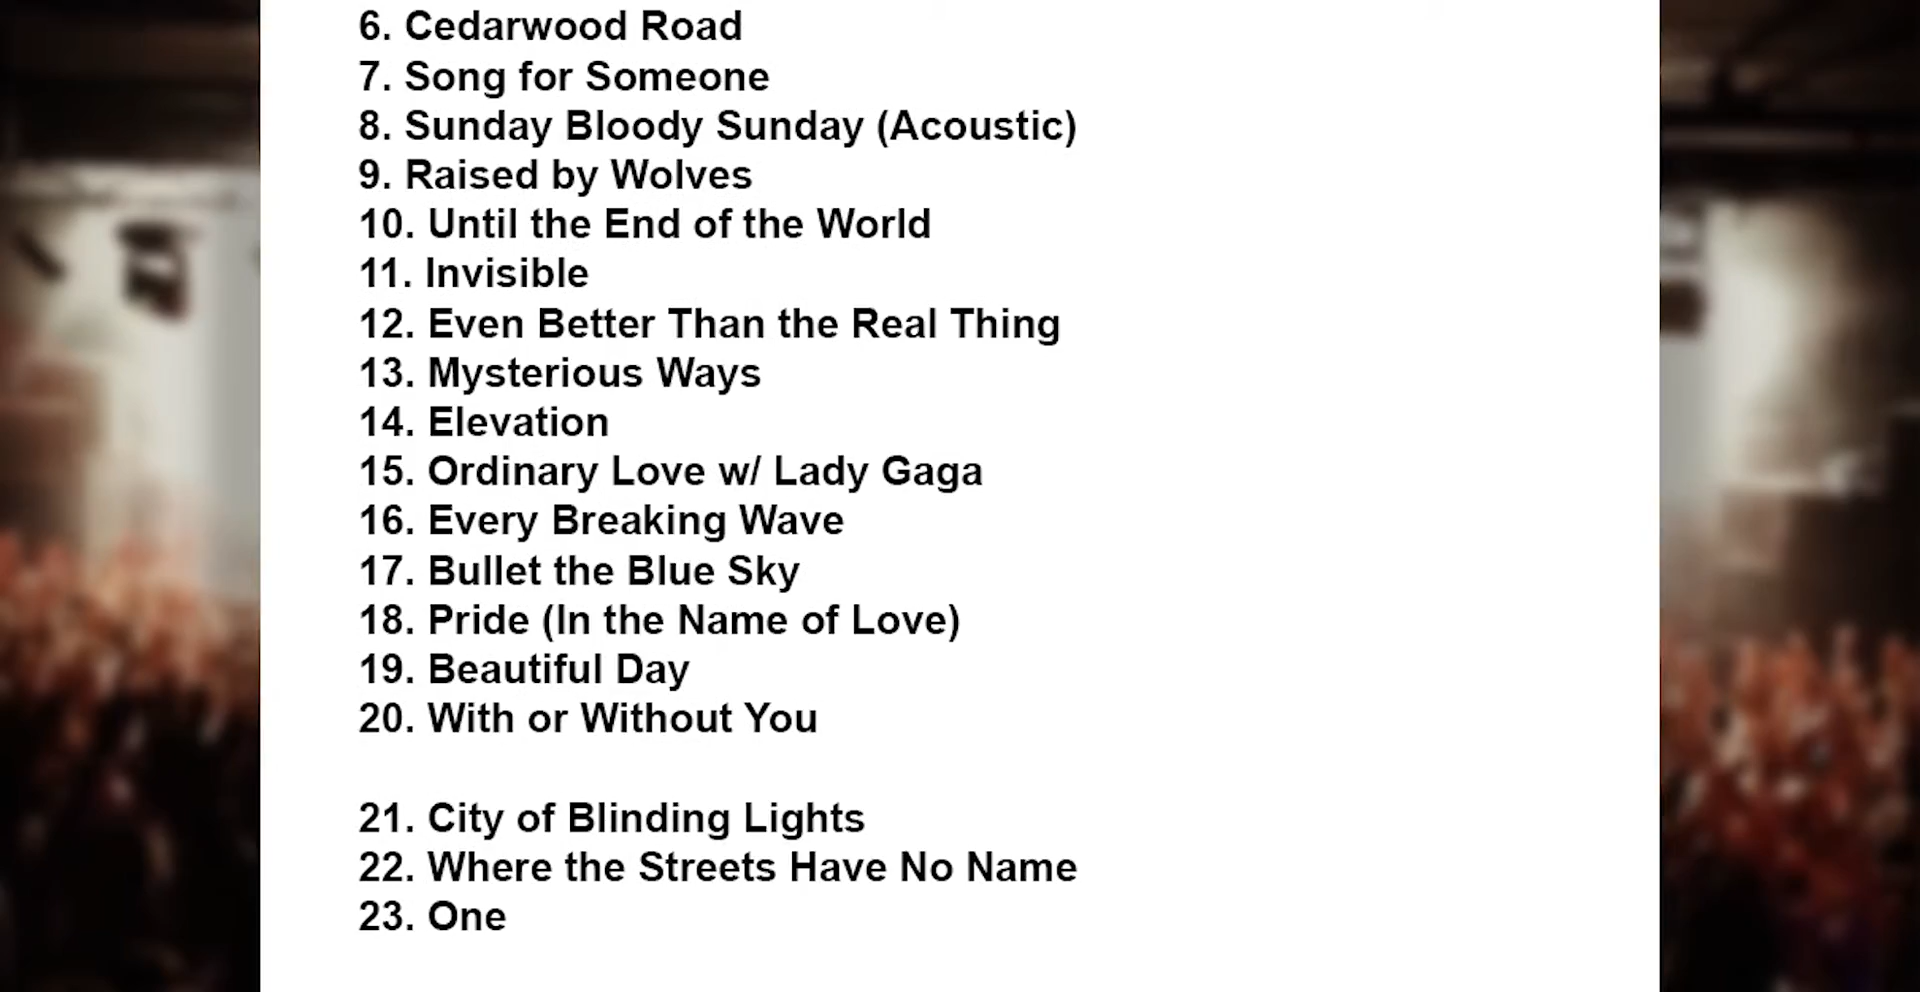 6. Cedarwood Road
7. Song for Someone
8. Sunday Bloody Sunday (Acoustic)
9. Raised by Wolves
10. Until the End of the World
11. Invisible
12. Even Better Than the Real Thing
13. Mysterious Ways
14. Elevation
15. Ordinary Love w/ Lady Gaga
16. Every Breaking Wave
17. Bullet the Blue Sky
18. Pride (In the Name of Love)
19. Beautiful Day
20. With or Without You
21. City of Blinding Lights
22. Where the Streets Have No Name
23. One